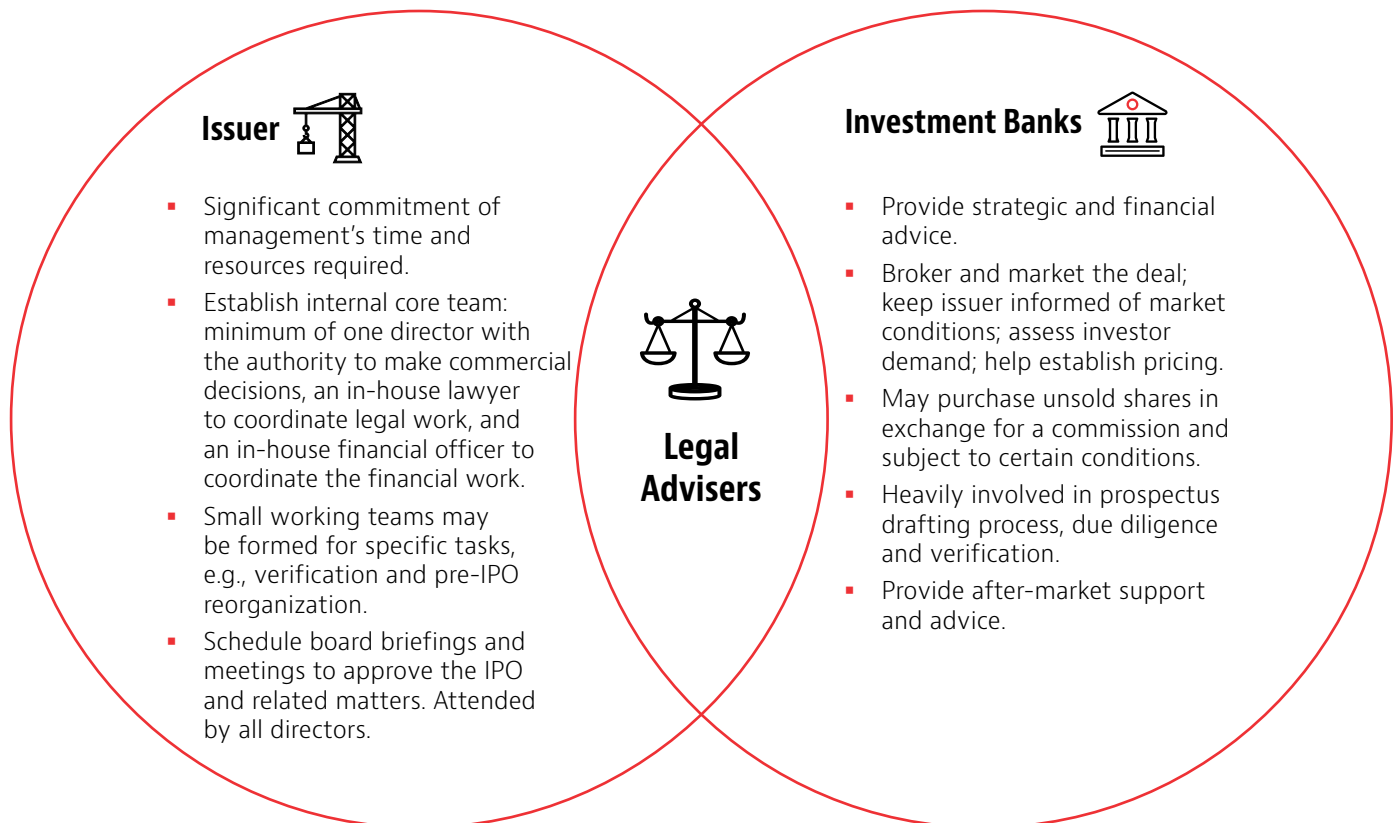 Issuer
▪ Significant commitment of
management’s time and
resources required.
▪ Establish internal core team:
minimum of one director with
the authority to make commercial
decisions, an in-house lawyer
to coordinate legal work, and
an in-house financial officer to
coordinate the financial work.
▪ Small working teams may
be formed for specific tasks,
e.g., verification and pre-IPO
reorganization.
▪ Schedule board briefings and
meetings to approve the IPO
and related matters. Attended
by all directors.
Legal
Advisers
Investment Banks
▪ Provide strategic and financial
advice.
▪ Broker and market the deal;
keep issuer informed of market
conditions; assess investor
demand; help establish pricing.
▪ May purchase unsold shares in
exchange for a commission and
subject to certain conditions.
▪ Heavily involved in prospectus
drafting process, due diligence
and verification.
▪ Provide after-market support
and advice.